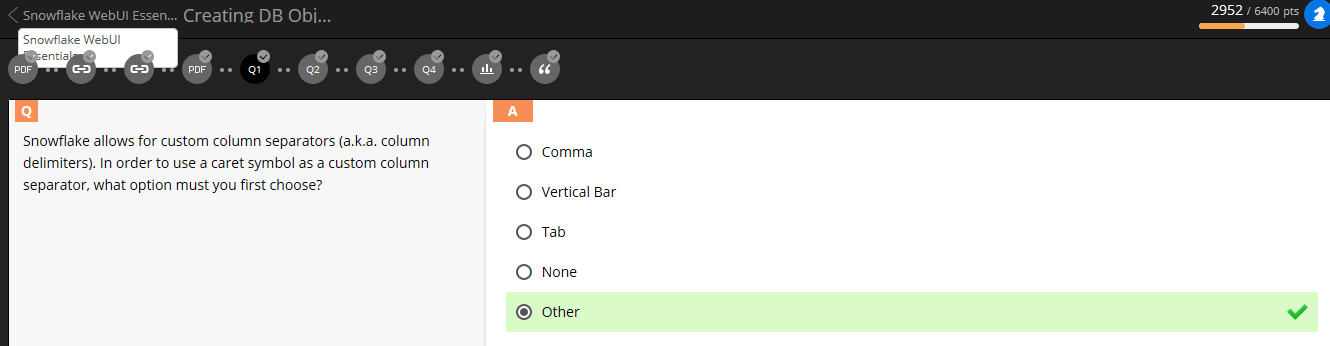 Snowflake WebUI Essen... Creating DB Obj...
2952 / 6400 pts
Snowflake WebUI
Essentials
PDF
PDF
Q1
Q2
Q3
Q4
Q
A
Snowflake allows for custom column separators (a.k.a. column
delimiters). In order to use a caret symbol as a custom column
separator, what option must you first choose?
Comma
Vertical Bar
Tab
None
Other